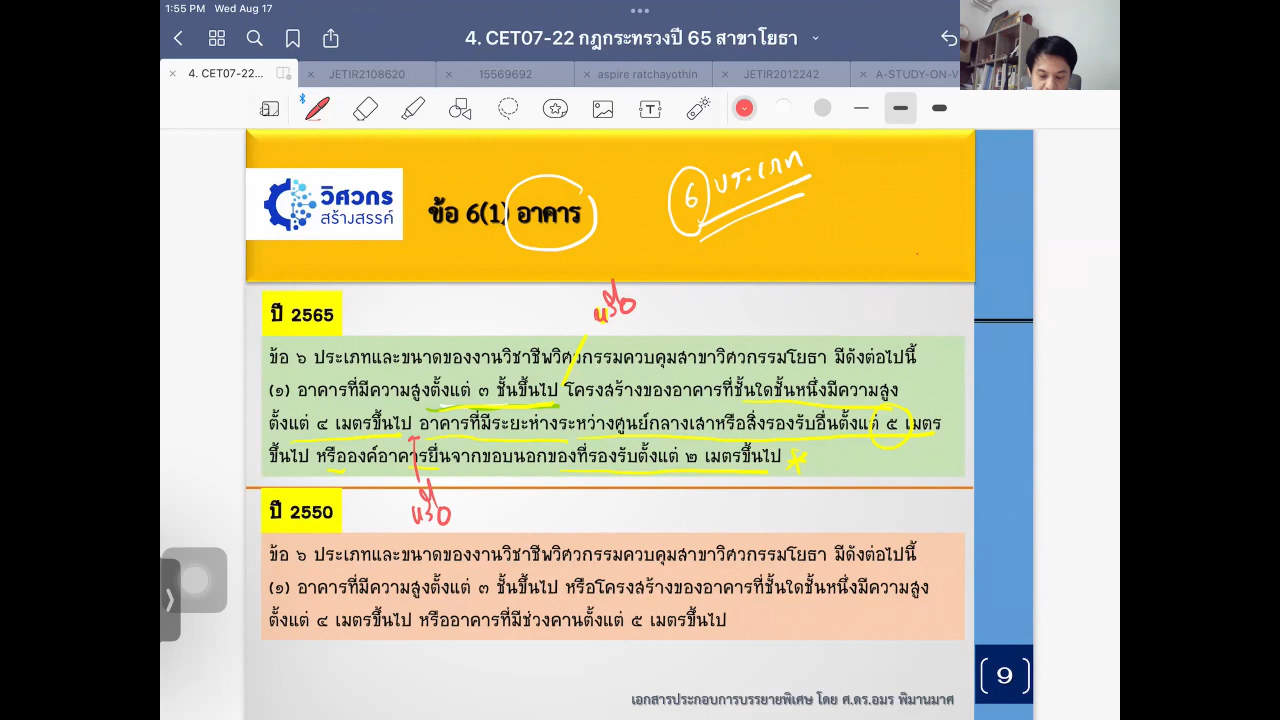 1:55 PM Wed Aug 17
4. CET07-22 กฎกระทรวงปี 65 สาขาโยธา
4. CET07-22...
JETIR2108620
15569692
aspire ratchayothin
JETIR2012242
A-STUDY-ON-V
วิศวกร
สร้างสรรค์
ข้อ 6(1) อาคาร
6 ประเภท
ปี 2565
หรือ
ข้อ ๖ ประเภทและขนาดของงานวิชาชีพวิศวกรรมควบคุมสาขาวิศวกรรมโยธา มีดังต่อไปนี้
(๑) อาคารที่มีความสูงตั้งแต่ ๓ ชั้นขึ้นไป โครงสร้างของอาคารที่ชั้นใดชั้นหนึ่งมีความสูง
ตั้งแต่ ๔ เมตรขึ้นไป อาคารที่มีระยะห่างระหว่างศูนย์กลางเสาหรือสิ่งรองรับอื่นตั้งแต่ ๕ เมตร
ขึ้นไป หรือองค์อาคารยื่นจากขอบนอกของที่รองรับตั้งแต่ ๒ เมตรขึ้นไป
หรือ
ปี 2550
ข้อ ๖ ประเภทและขนาดของงานวิชาชีพวิศวกรรมควบคุมสาขาวิศวกรรมโยธา มีดังต่อไปนี้
(๑) อาคารที่มีความสูงตั้งแต่ ๓ ชั้นขึ้นไป หรือโครงสร้างของอาคารที่ชั้นใดชั้นหนึ่งมีความสูง
ตั้งแต่ ๔ เมตรขึ้นไป หรืออาคารที่มีช่วงคานตั้งแต่ ๕ เมตรขึ้นไป
9
เอกสารประกอบการบรรยายพิเศษ โดย ศ.ดร.อมร พิมานมาศ